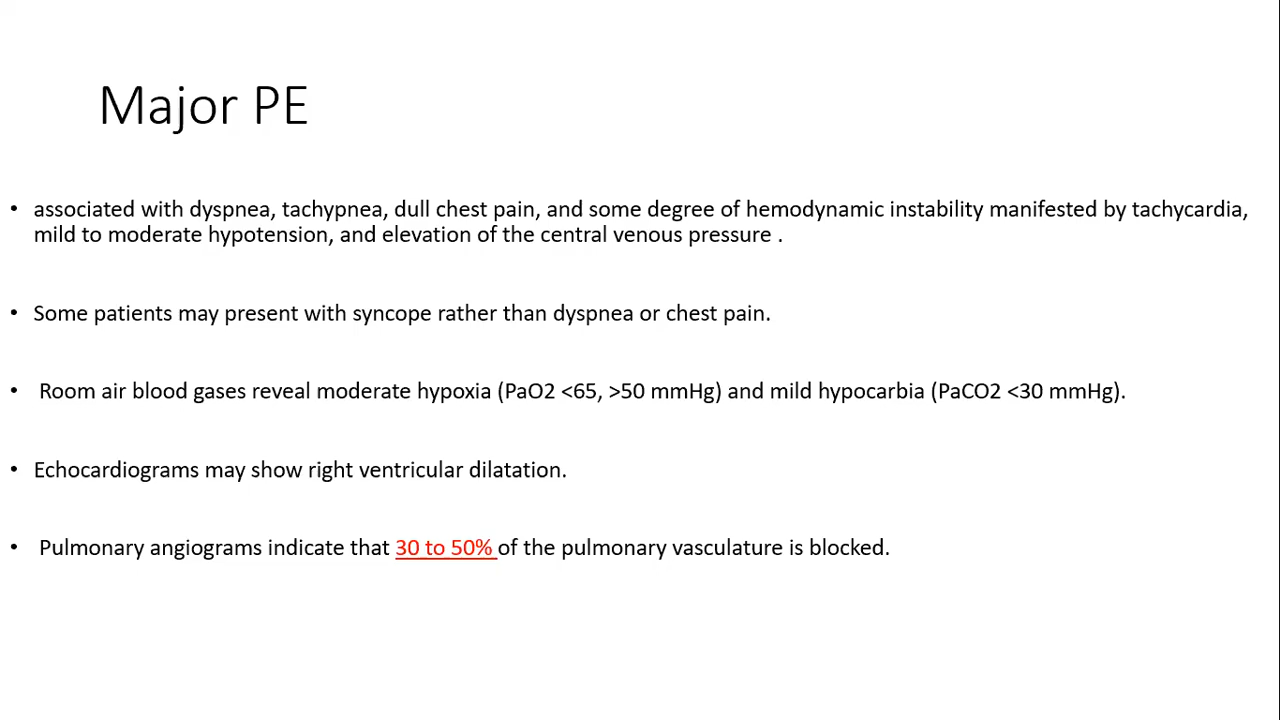 Major PE
• associated with dyspnea, tachypnea, dull chest pain, and some degree of hemodynamic instability manifested by tachycardia,
mild to moderate hypotension, and elevation of the central venous pressure .
• Some patients may present with syncope rather than dyspnea or chest pain.
• Room air blood gases reveal moderate hypoxia (PaO2 <65, >50 mmHg) and mild hypocarbia (PaCO2 <30 mmHg).
• Echocardiograms may show right ventricular dilatation.
• Pulmonary angiograms indicate that 30 to 50% of the pulmonary vasculature is blocked.